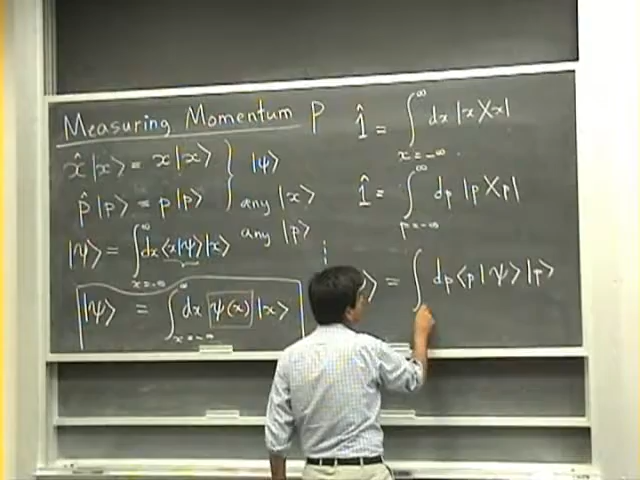 Measuring Momentum P
x̂ |x⟩ = x |x⟩ } |ψ⟩
p̂ |p⟩ = p |p⟩ any |x⟩
any |p⟩
|ψ⟩ = ∫_{x=-∞}^{∞} dx ⟨x|ψ⟩ |x⟩
|ψ⟩ = ∫_{x=-∞}^{∞} dx ψ(x) |x⟩
1̂ = ∫_{x=-∞}^{∞} dx |x⟩⟨x|
1̂ = ∫_{p=-∞}^{∞} dp |p⟩⟨p|
⟩ = ∫ dp ⟨p|ψ⟩ |p⟩